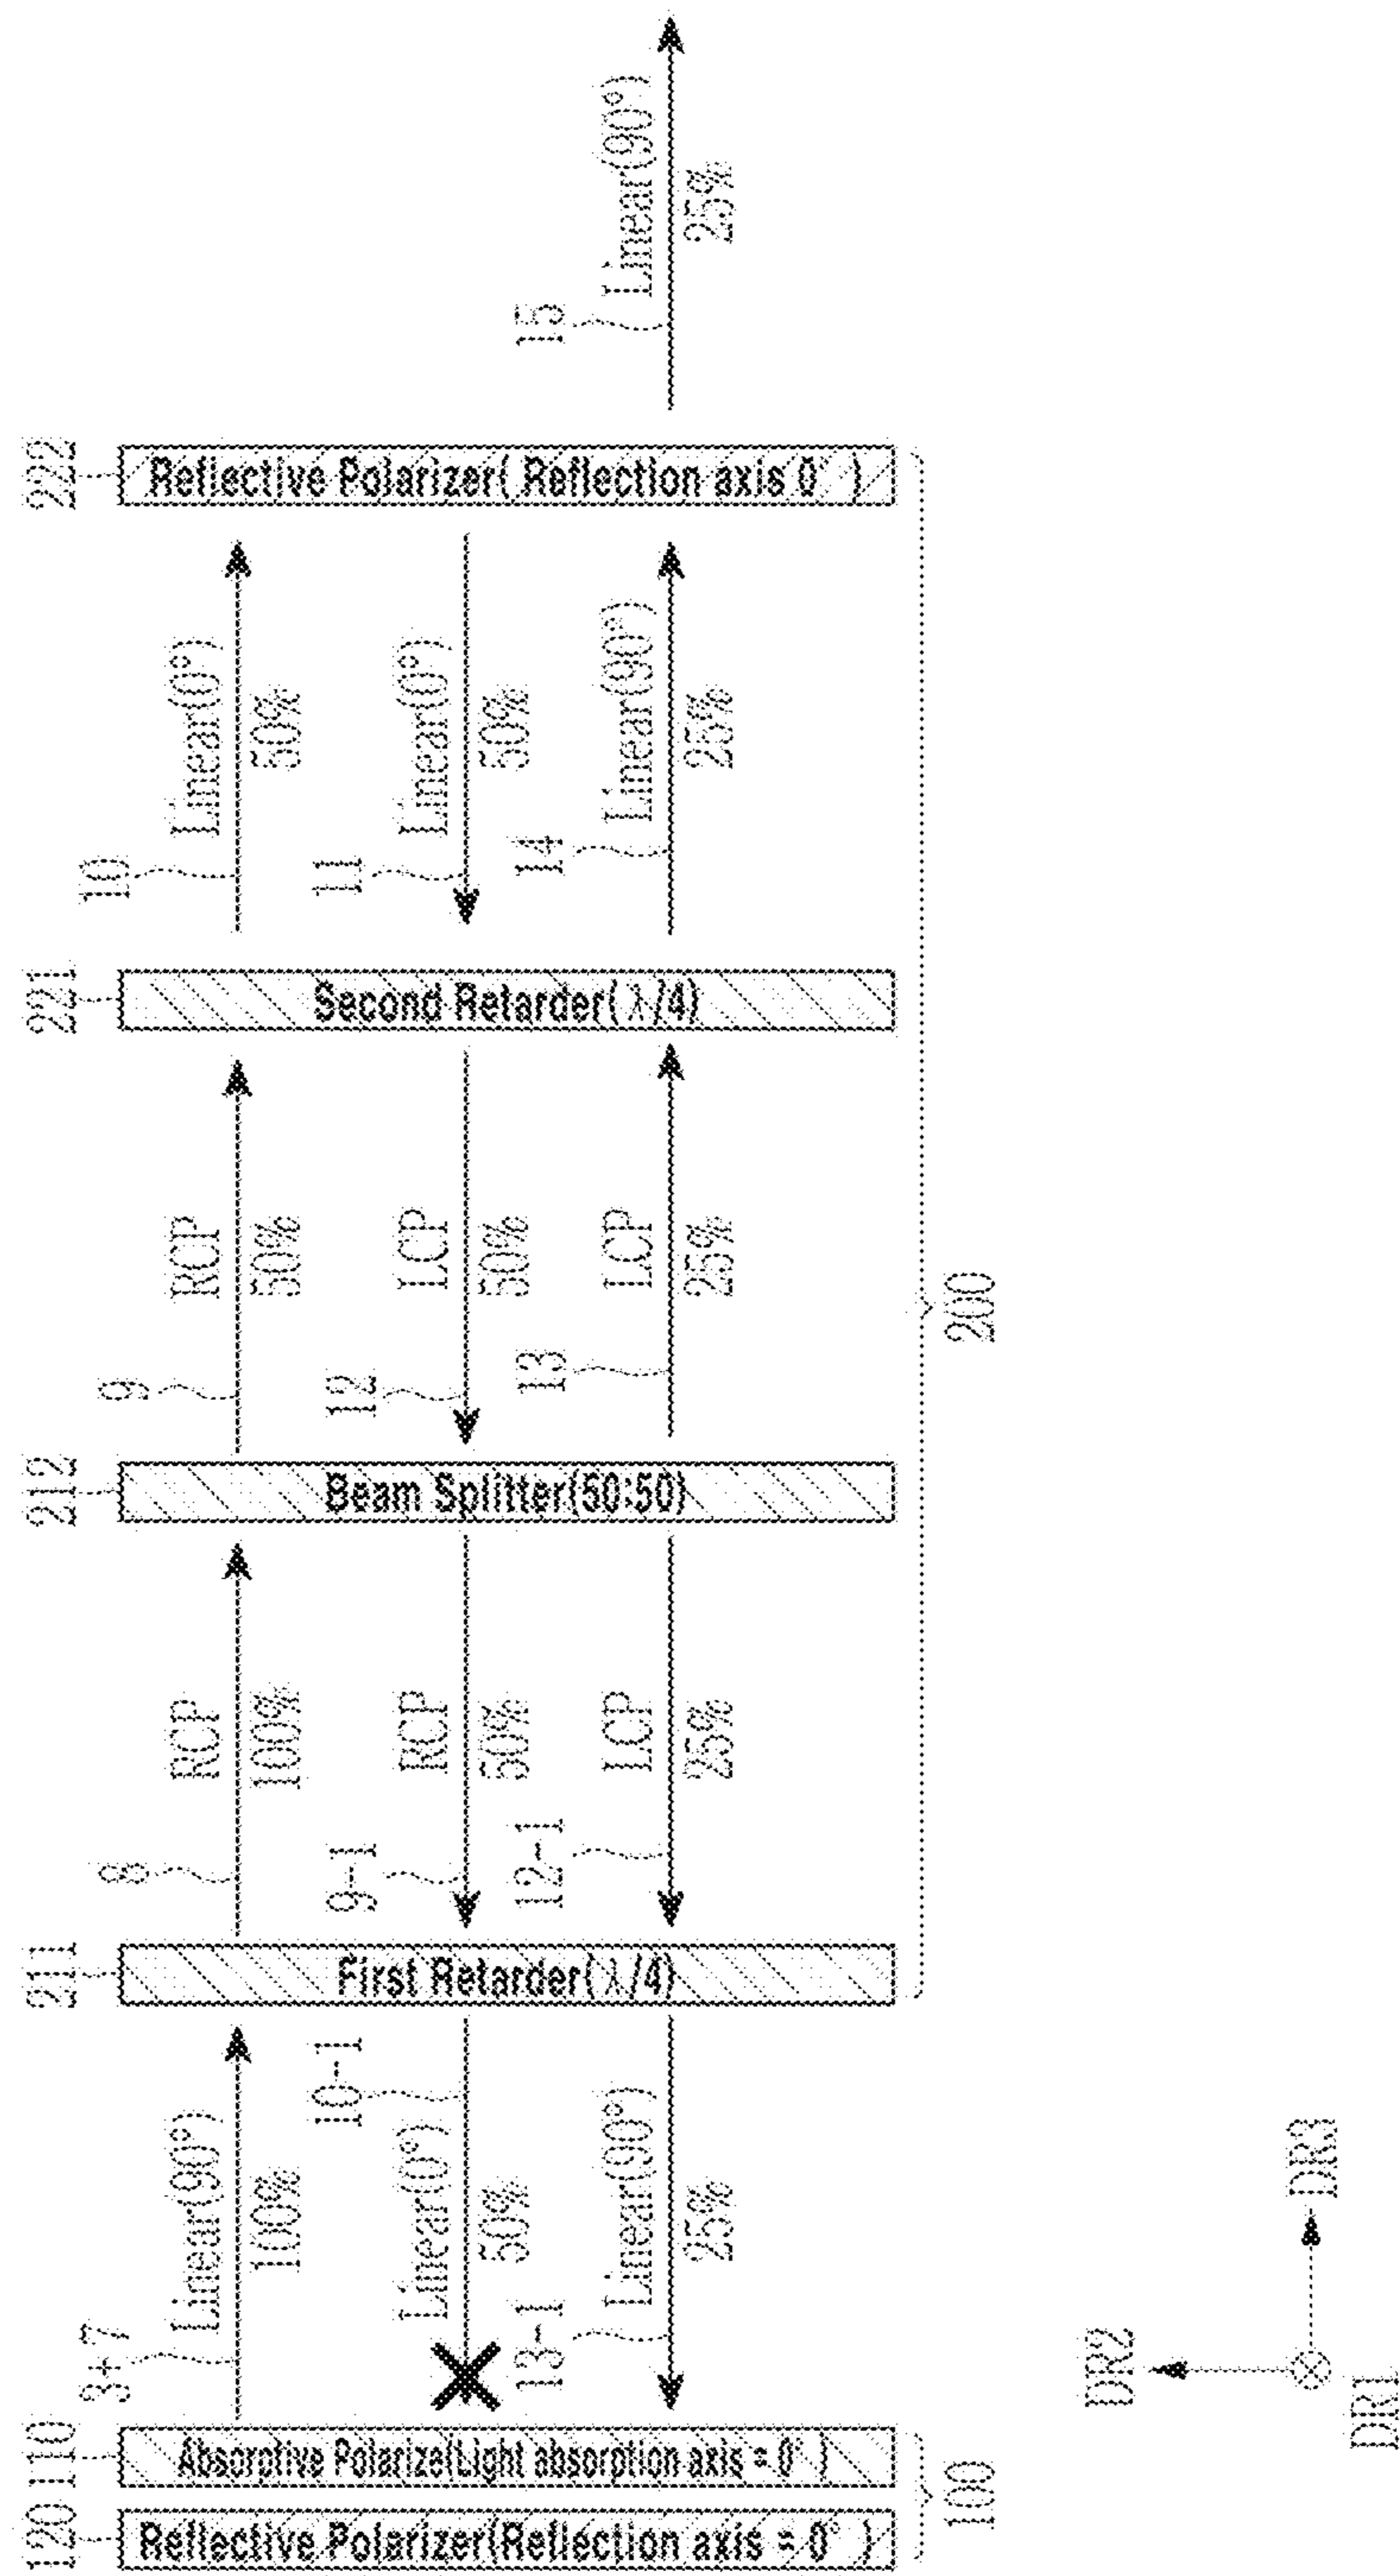 120
110
211
212
221
222
Reflective Polarizer(Reflection axis = 0° )
Absorptive Polarize(Light absorption axis = 0° )
First Retarder(λ/4)
Beam Splitter(50:50)
Second Retarder(λ/4)
Reflective Polarizer( Reflection axis 0° )
3+7
Linear(90°)
100%
8
RCP
100%
9
RCP
50%
10
Linear(0°)
50%
10-1
Linear(0°)
50%
9-1
RCP
50%
12
LCP
50%
11
Linear(0°)
50%
13-1
Linear(90°)
25%
12-1
LCP
25%
13
LCP
25%
14
Linear(90°)
25%
15
Linear(90°)
25%
100
200
DR2
DR3
DR1